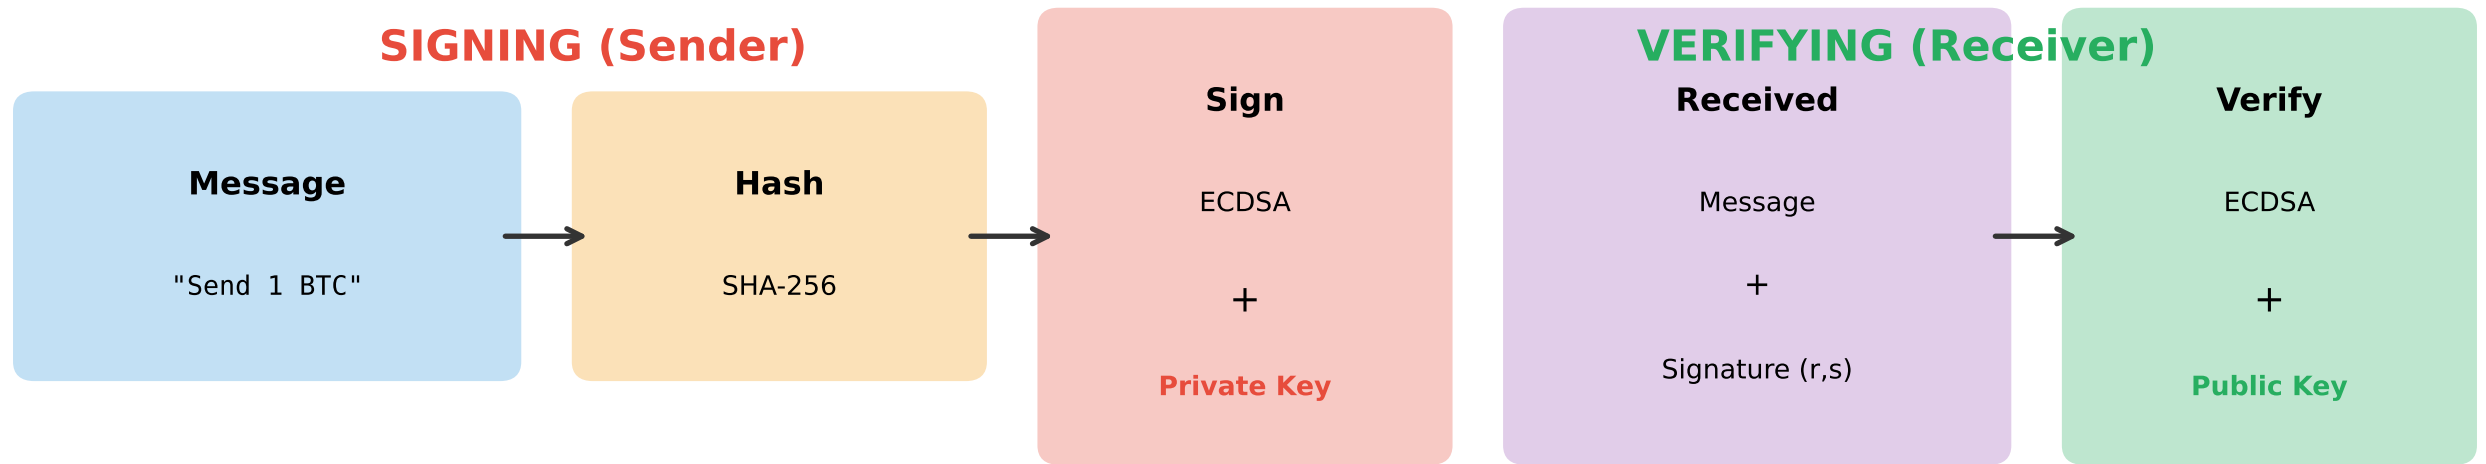 SIGNING (Sender)
Message
"Send 1 BTC"
Hash
SHA-256
Sign
ECDSA
+
Private Key
VERIFYING (Receiver)
Received
Message
+
Signature (r,s)
Verify
ECDSA
+
Public Key